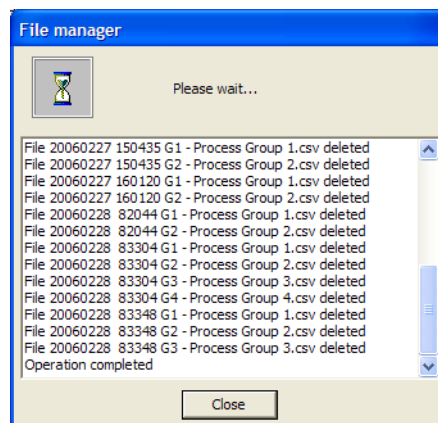 File manager
Please wait...
File 20060227 150435 G1 - Process Group 1.csv deleted
File 20060227 150435 G2 - Process Group 2.csv deleted
File 20060227 160120 G1 - Process Group 1.csv deleted
File 20060227 160120 G2 - Process Group 2.csv deleted
File 20060228  82044 G1 - Process Group 1.csv deleted
File 20060228  82044 G2 - Process Group 2.csv deleted
File 20060228  83304 G1 - Process Group 1.csv deleted
File 20060228  83304 G2 - Process Group 2.csv deleted
File 20060228  83304 G3 - Process Group 3.csv deleted
File 20060228  83304 G4 - Process Group 4.csv deleted
File 20060228  83348 G1 - Process Group 1.csv deleted
File 20060228  83348 G2 - Process Group 2.csv deleted
File 20060228  83348 G3 - Process Group 3.csv deleted
Operation completed
Close